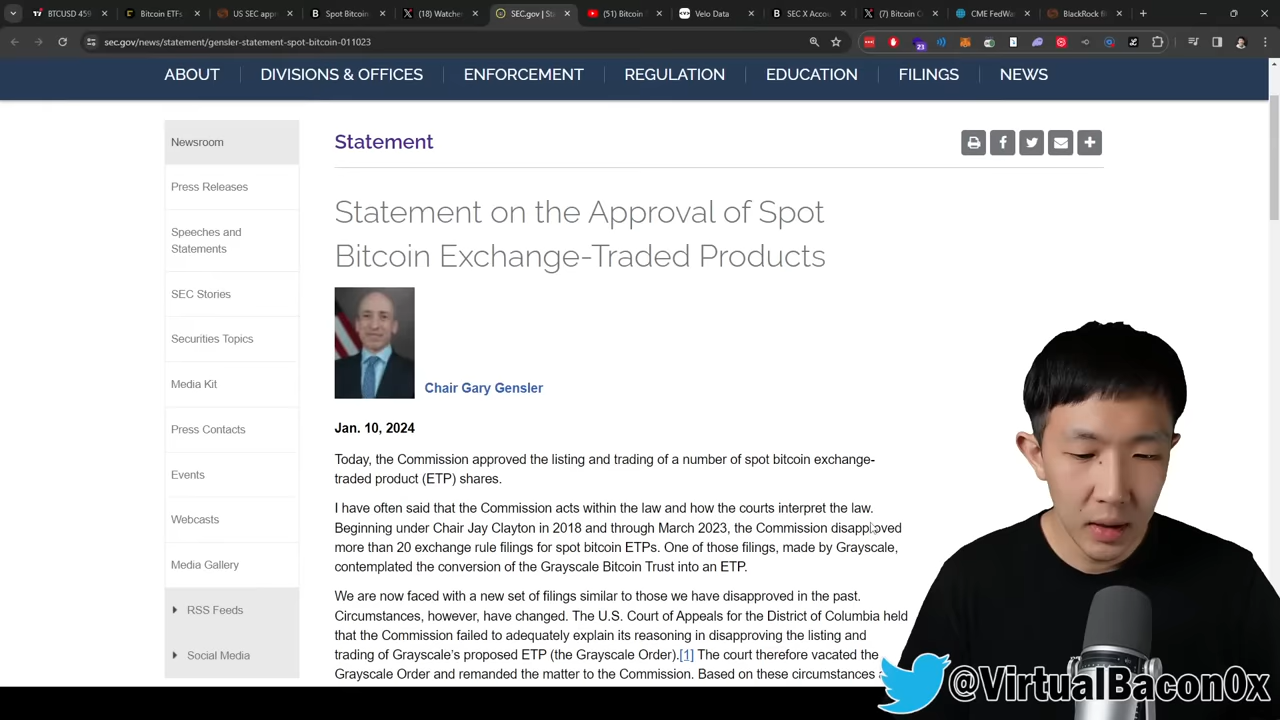 BTCUSD 459
Bitcoin ETFs
US SEC appr
Spot Bitcoin
(18) Watcher
SEC.gov | St
(51) Bitcoin
Velo Data
SEC X Accou
(7) Bitcoin C
CME FedWa
BlackRock
sec.gov/news/statement/gensler-statement-spot-bitcoin-011023
23
ABOUT
DIVISIONS & OFFICES
ENFORCEMENT
REGULATION
EDUCATION
FILINGS
NEWS
Newsroom
Press Releases
Speeches and
Statements
SEC Stories
Securities Topics
Media Kit
Press Contacts
Events
Webcasts
Media Gallery
RSS Feeds
Social Media
Statement
Statement on the Approval of Spot
Bitcoin Exchange-Traded Products
Chair Gary Gensler
Jan. 10, 2024
Today, the Commission approved the listing and trading of a number of spot bitcoin exchange-
traded product (ETP) shares.
I have often said that the Commission acts within the law and how the courts interpret the law.
Beginning under Chair Jay Clayton in 2018 and through March 2023, the Commission disapproved
more than 20 exchange rule filings for spot bitcoin ETPs. One of those filings, made by Grayscale,
contemplated the conversion of the Grayscale Bitcoin Trust into an ETP.
We are now faced with a new set of filings similar to those we have disapproved in the past.
Circumstances, however, have changed. The U.S. Court of Appeals for the District of Columbia held
that the Commission failed to adequately explain its reasoning in disapproving the listing and
trading of Grayscale's proposed ETP (the Grayscale Order).[1] The court therefore vacated the
Grayscale Order and remanded the matter to the Commission. Based on these circumstances
@VirtualBacon0x